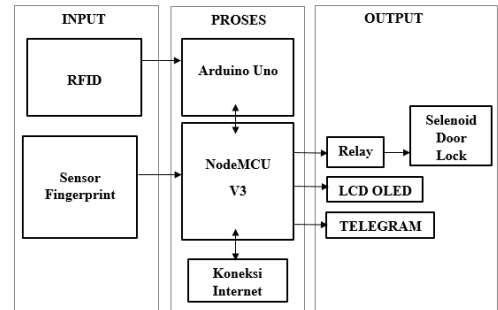 INPUT
PROSES
OUTPUT
RFID
Arduino Uno
Sensor
Fingerprint
NodeMCU
V3
Koneksi
Internet
Relay
Selenoid
Door
Lock
LCD OLED
TELEGRAM